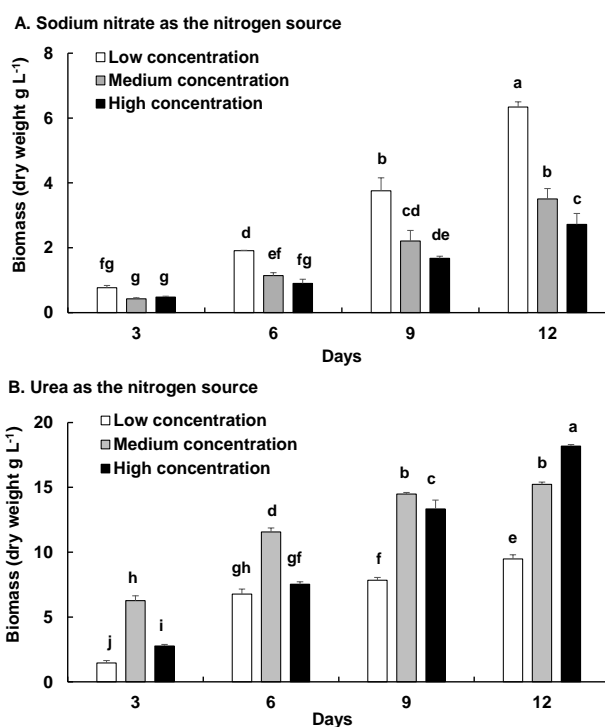 A. Sodium nitrate as the nitrogen source
8
Low concentration
Medium concentration
High concentration
a
6
b
b
4
cd
c
d
de
2
fg
ef
fg
g
g
0
3
6
9
12
Days
Biomass (dry weight g L⁻¹)
B. Urea as the nitrogen source
20
Low concentration
Medium concentration
High concentration
a
15
b
c
b
d
10
e
gh
gf
f
h
5
i
j
0
3
6
9
12
Days
Biomass (dry weight g L⁻¹)